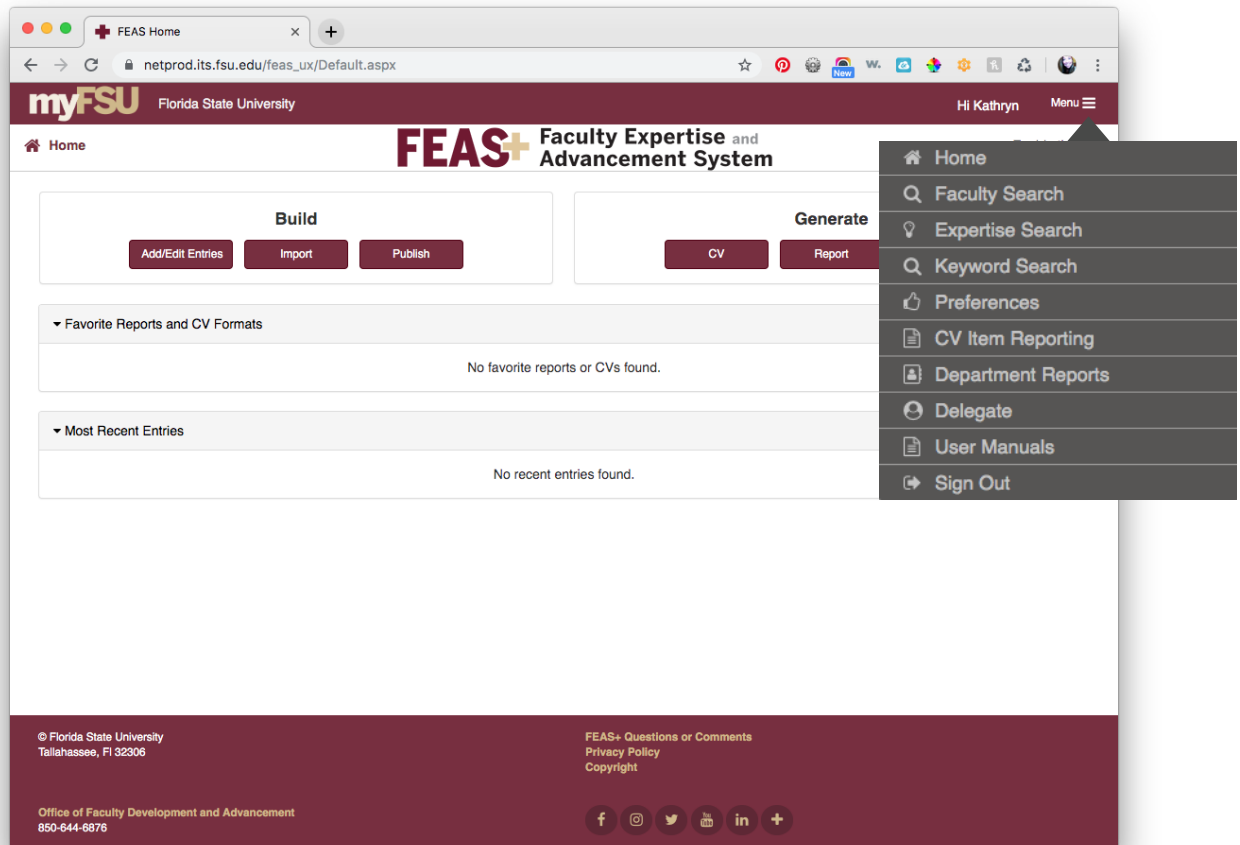 FEAS Home
netprod.its.fsu.edu/feas_ux/Default.aspx
New
w.
myFSU Florida State University
Hi Kathryn Menu
Home
FEAS+ Faculty Expertise and
Advancement System
Build
Add/Edit Entries Import Publish
Generate
CV Report
Favorite Reports and CV Formats
No favorite reports or CVs found.
Most Recent Entries
No recent entries found.
Home
Faculty Search
Expertise Search
Keyword Search
Preferences
CV Item Reporting
Department Reports
Delegate
User Manuals
Sign Out
© Florida State University
Tallahassee, Fl 32306
FEAS+ Questions or Comments
Privacy Policy
Copyright
Office of Faculty Development and Advancement
850-644-6876
f You Tube in +